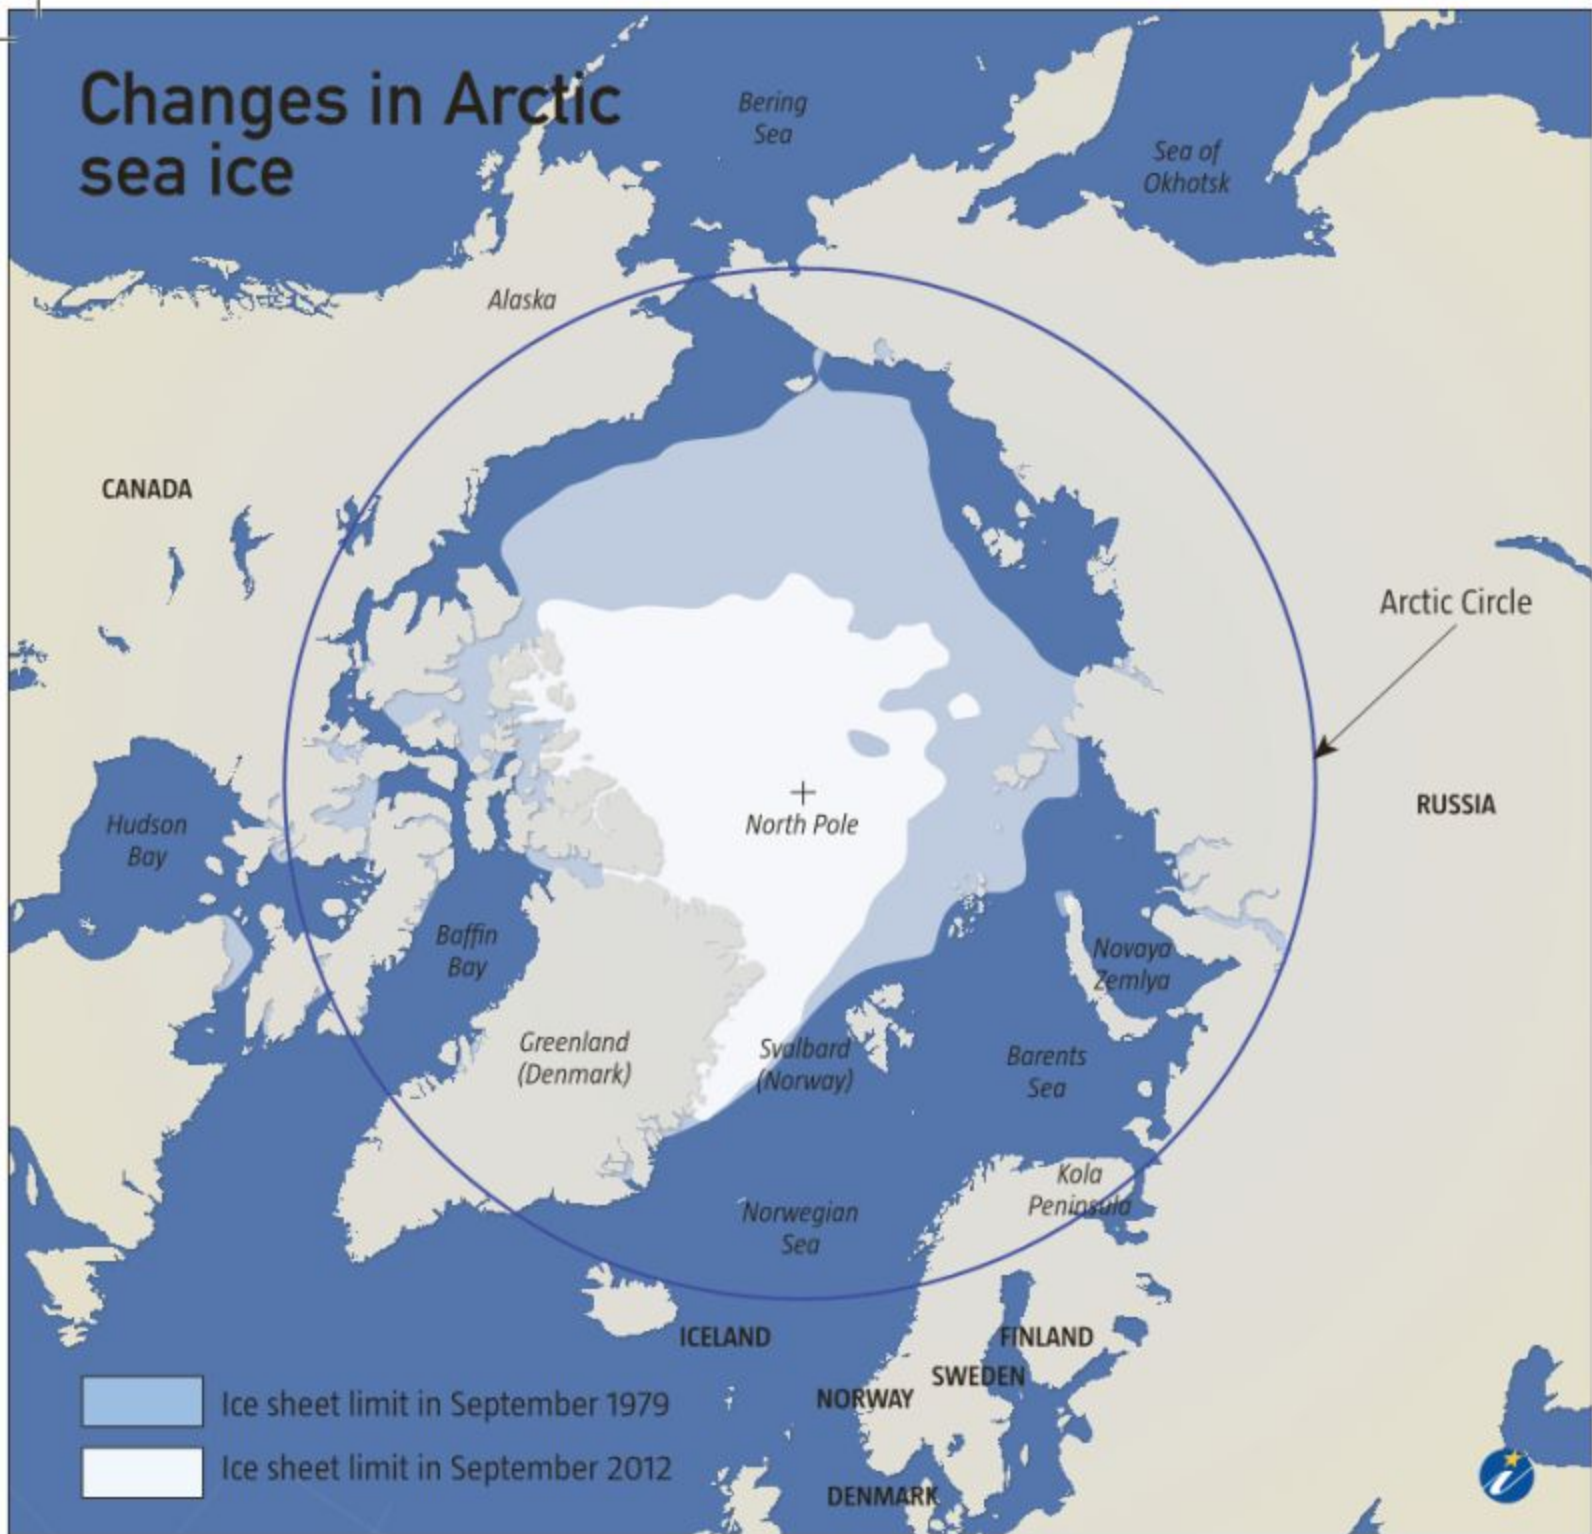 Changes in Arctic
sea ice
Bering
Sea
Sea of
Okhotsk
Alaska
CANADA
Arctic Circle
RUSSIA
North Pole
Hudson
Bay
Baffin
Bay
Novaya
Zemlya
Greenland
(Denmark)
Svalbard
(Norway)
Barents
Sea
Kola
Peninsula
Norwegian
Sea
ICELAND
FINLAND
SWEDEN
NORWAY
DENMARK
Ice sheet limit in September 1979
Ice sheet limit in September 2012
i